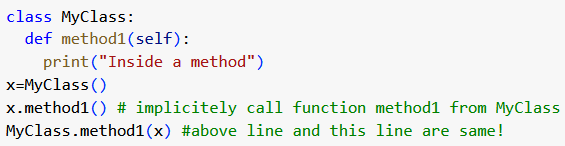 class MyClass:
  def method1(self):
    print("Inside a method")
x=MyClass()
x.method1() # implicitely call function method1 from MyClass
MyClass.method1(x) #above line and this line are same!